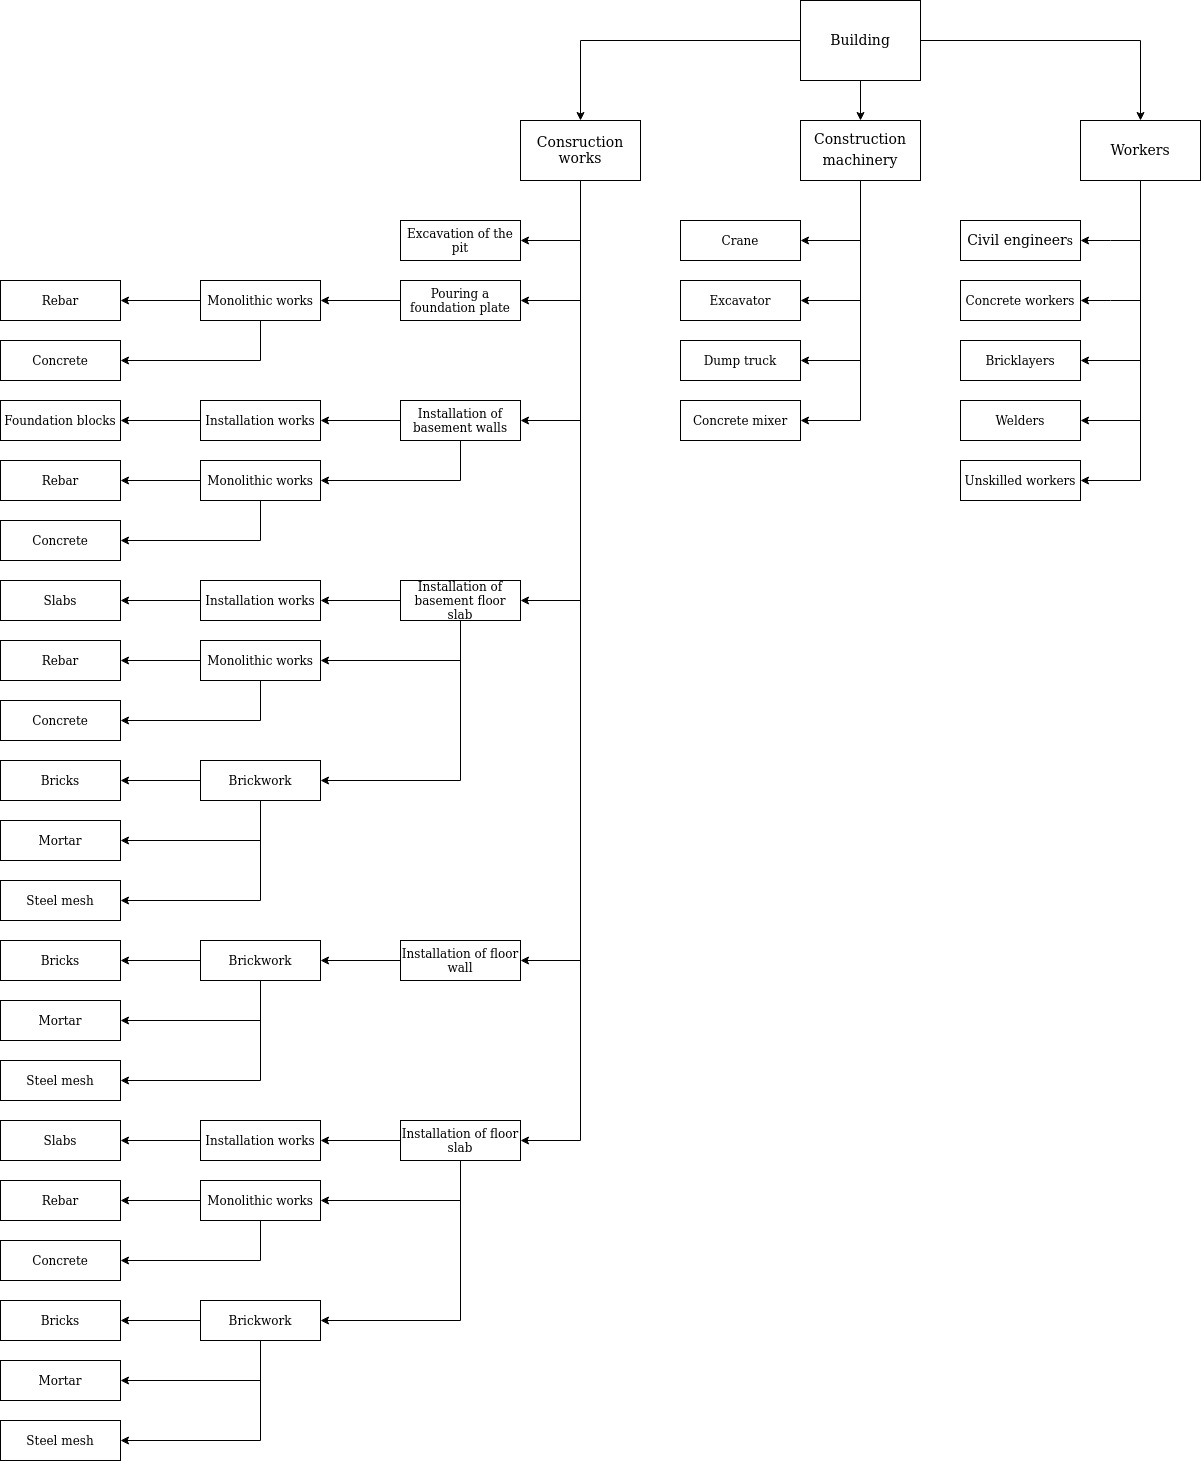 Building
Consruction
works
Construction
machinery
Workers
Excavation of the
pit
Crane
Civil engineers
Rebar
Monolithic works
Pouring a
foundation plate
Excavator
Concrete workers
Concrete
Dump truck
Bricklayers
Foundation blocks
Installation works
Installation of
basement walls
Concrete mixer
Welders
Rebar
Monolithic works
Unskilled workers
Concrete
Slabs
Installation works
Installation of
basement floor
slab
Rebar
Monolithic works
Concrete
Bricks
Brickwork
Mortar
Steel mesh
Bricks
Brickwork
Installation of floor
wall
Mortar
Steel mesh
Slabs
Installation works
Installation of floor
slab
Rebar
Monolithic works
Concrete
Bricks
Brickwork
Mortar
Steel mesh